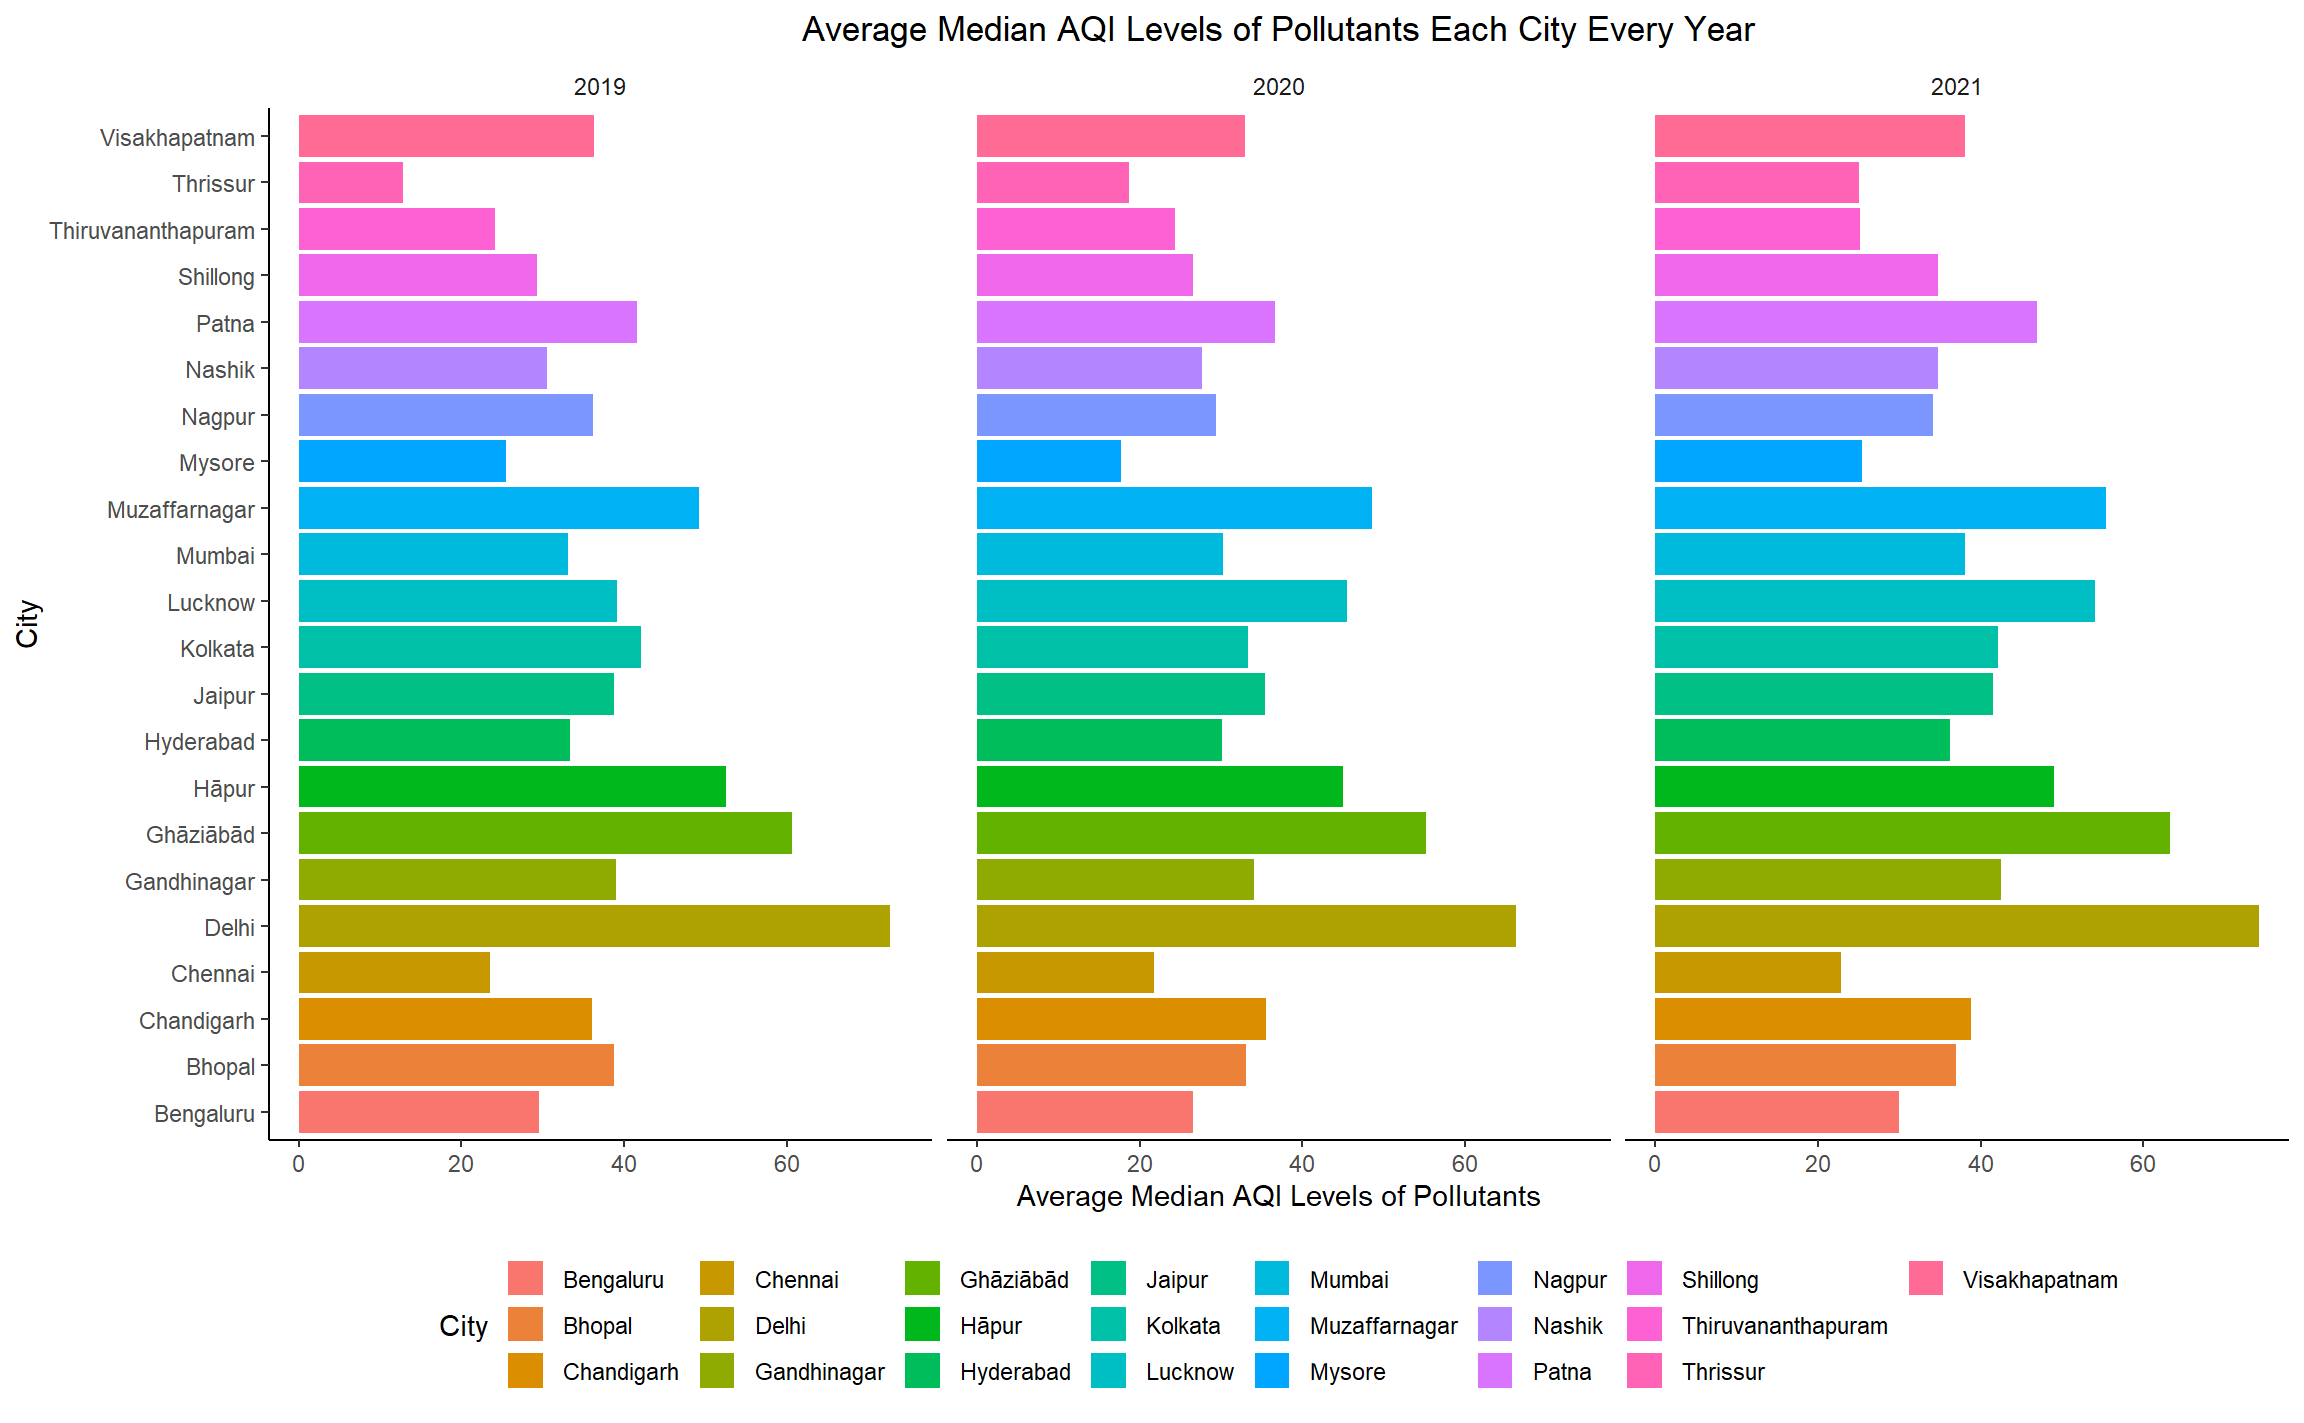 Average Median AQI Levels of Pollutants Each City Every Year
2019 2020 2021
Visakhapatnam
Thrissur
Thiruvananthapuram
Shillong
Patna
Nashik
Nagpur
Mysore
Muzaffarnagar
Mumbai
Lucknow
Kolkata
Jaipur
Hyderabad
Hāpur
Ghāziābād
Gandhinagar
Delhi
Chennai
Chandigarh
Bhopal
Bengaluru
City
0 20 40 60 0 20 40 60 0 20 40 60
Average Median AQI Levels of Pollutants
Bengaluru Chennai Ghāziābād Jaipur Mumbai Nagpur Shillong Visakhapatnam
City Bhopal Delhi Hāpur Kolkata Muzaffarnagar Nashik Thiruvananthapuram
Chandigarh Gandhinagar Hyderabad Lucknow Mysore Patna Thrissur